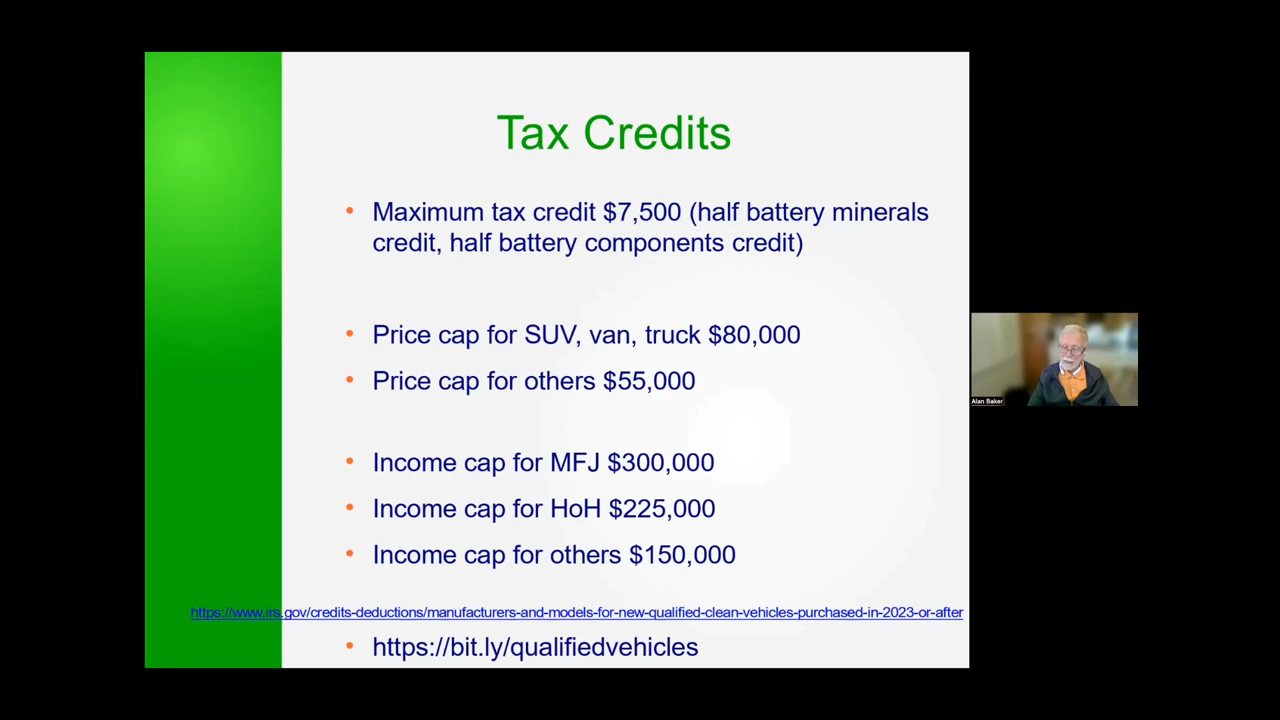 Tax Credits
• Maximum tax credit $7,500 (half battery minerals
credit, half battery components credit)
• Price cap for SUV, van, truck $80,000
• Price cap for others $55,000
• Income cap for MFJ $300,000
• Income cap for HoH $225,000
• Income cap for others $150,000
https://www.irs.gov/credits-deductions/manufacturers-and-models-for-new-qualified-clean-vehicles-purchased-in-2023-or-after
• https://bit.ly/qualifiedvehicles
Alan Baker